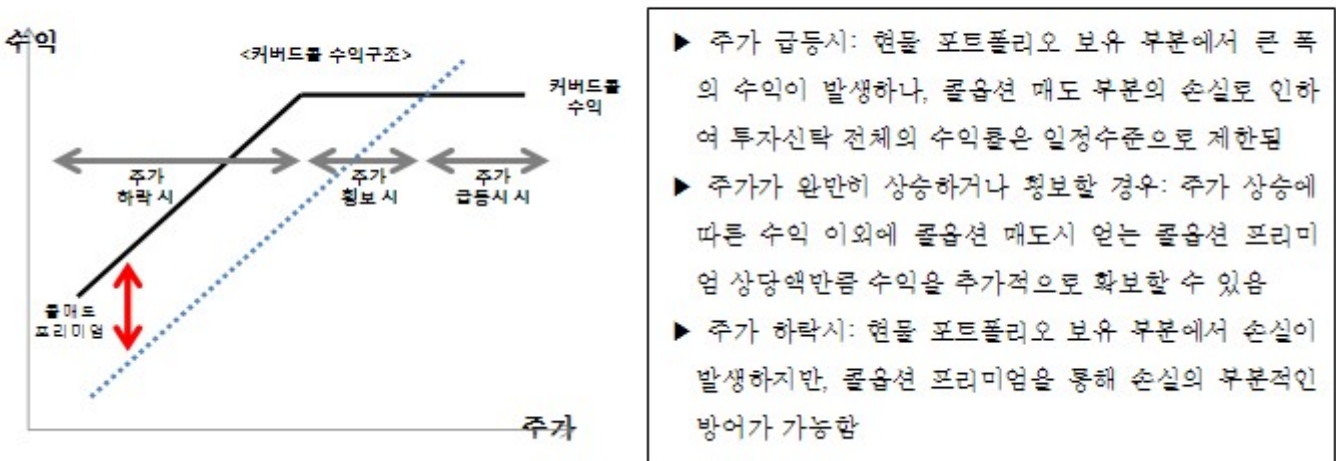 수익
<커버드콜 수익구조>
커버드콜
수익
주가
하락 시
주가
횡보 시
주가
급등시 시
콜매도
프리미엄
주가
▶ 주가 급등시: 현물 포트폴리오 보유 부분에서 큰 폭
의 수익이 발생하나, 콜옵션 매도 부분의 손실로 인하
여 투자신탁 전체의 수익률은 일정수준으로 제한됨
▶ 주가가 완만히 상승하거나 횡보할 경우: 주가 상승에
따른 수익 이외에 콜옵션 매도시 얻는 콜옵션 프리미
엄 상당액만큼 수익을 추가적으로 확보할 수 있음
▶ 주가 하락시: 현물 포트폴리오 보유 부분에서 손실이
발생하지만, 콜옵션 프리미엄을 통해 손실의 부분적인
방어가 가능함